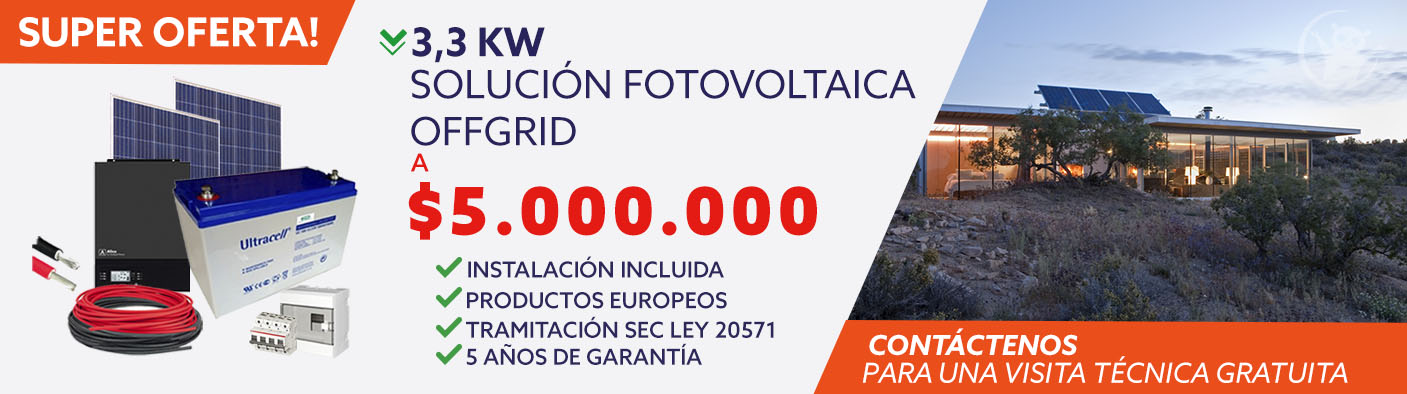 SUPER OFERTA!
3,3 KW
SOLUCIÓN FOTOVOLTAICA
OFFGRID
A
$5.000.000
INSTALACIÓN INCLUIDA
PRODUCTOS EUROPEOS
TRAMITACIÓN SEC LEY 20571
5 AÑOS DE GARANTÍA
Ultracell
CONTÁCTENOS
PARA UNA VISITA TÉCNICA GRATUITA